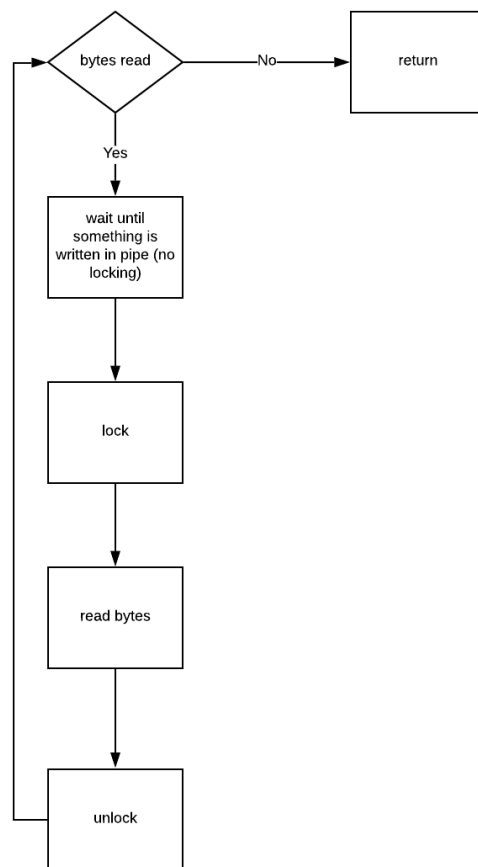 bytes read
No
return
Yes
wait until
something is
written in pipe (no
locking)
lock
read bytes
unlock